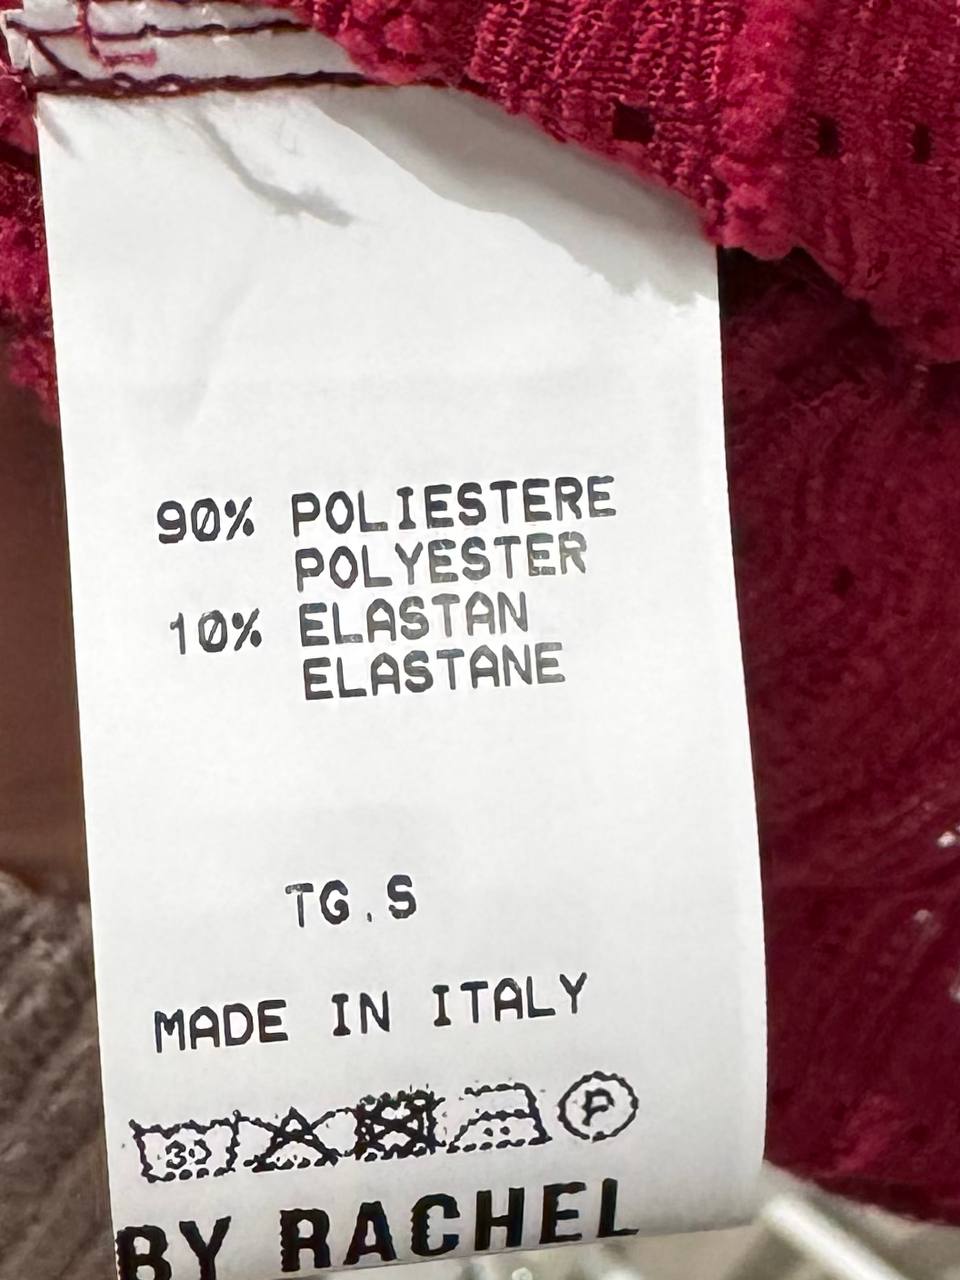 90% POLIESTERE
POLYESTER
10% ELASTAN
ELASTANE
TG.S
MADE IN ITALY
30 P
BY RACHEL